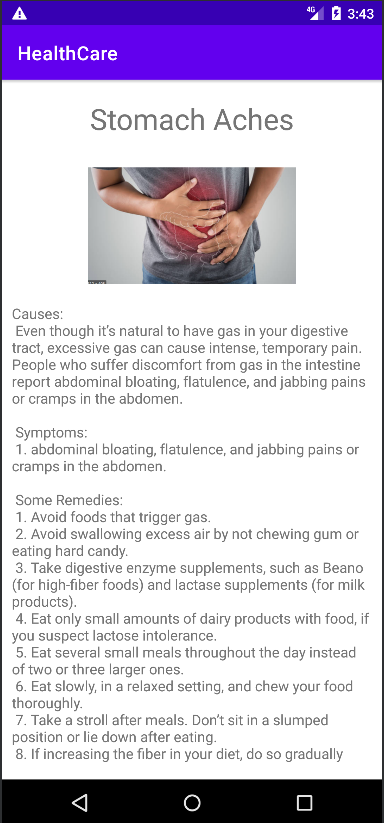 4G 3:43
HealthCare
Stomach Aches
Causes:
Even though it's natural to have gas in your digestive
tract, excessive gas can cause intense, temporary pain.
People who suffer discomfort from gas in the intestine
report abdominal bloating, flatulence, and jabbing pains
or cramps in the abdomen.
Symptoms:
1. abdominal bloating, flatulence, and jabbing pains or
cramps in the abdomen.
Some Remedies:
1. Avoid foods that trigger gas.
2. Avoid swallowing excess air by not chewing gum or
eating hard candy.
3. Take digestive enzyme supplements, such as Beano
(for high-fiber foods) and lactase supplements (for milk
products).
4. Eat only small amounts of dairy products with food, if
you suspect lactose intolerance.
5. Eat several small meals throughout the day instead
of two or three larger ones.
6. Eat slowly, in a relaxed setting, and chew your food
thoroughly.
7. Take a stroll after meals. Don't sit in a slumped
position or lie down after eating.
8. If increasing the fiber in your diet, do so gradually